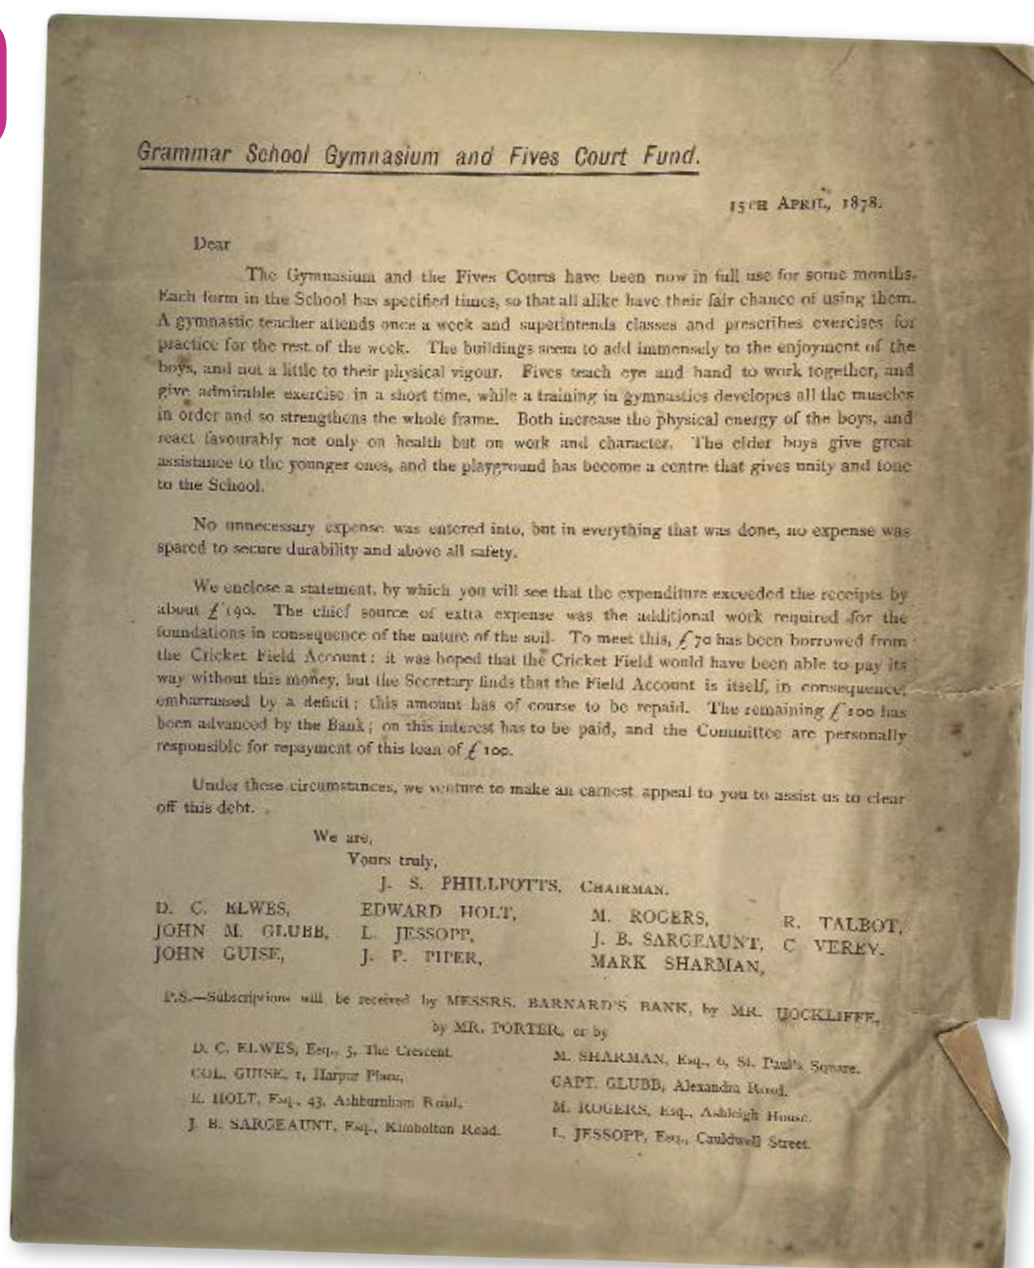 Grammar School Gymnasium and Fives Court Fund.
15TH APRIL, 1878.
Dear
The Gymnasium and the Fives Courts have been now in full use for some months.
Each form in the School has specified times, so that all alike have their fair chance of using them.
A gymnastic teacher attends once a week and superintends classes and prescribes exercises for
practice for the rest of the week. The buildings seem to add immensely to the enjoyment of the
boys, and not a little to their physical vigour. Fives teach eye and hand to work together, and
give admirable exercise in a short time, while a training in gymnastics developes all the muscles
in order and so strengthens the whole frame. Both increase the physical energy of the boys, and
react favourably not only on health but on work and character. The elder boys give great
assistance to the younger ones, and the playground has become a centre that gives unity and tone
to the School.
No unnecessary expense was entered into, but in everything that was done, no expense was
spared to secure durability and above all safety.
We enclose a statement, by which you will see that the expenditure exceeded the receipts by
about £190. The chief source of extra expense was the additional work required for the
foundations in consequence of the nature of the soil. To meet this, £70 has been borrowed from
the Cricket Field Account; it was hoped that the Cricket Field would have been able to pay its
way without this money, but the Secretary finds that the Field Account is itself, in consequence,
embarrassed by a deficit; this amount has of course to be repaid. The remaining £100 has
been advanced by the Bank; on this interest has to be paid, and the Committee are personally
responsible for repayment of this loan of £100.
Under these circumstances, we venture to make an earnest appeal to you to assist us to clear
off this debt.
We are,
Yours truly,
J. S. PHILLPOTTS, CHAIRMAN.
D. C. ELWES, EDWARD HOLT, M. ROGERS, R. TALBOT,
JOHN M. GLUBB, L. JESSOPP, J. B. SARGEAUNT, C. VEREY.
JOHN GUISE, J. P. PIPER, MARK SHARMAN,
P.S.—Subscriptions will be received by MESSRS. BARNARD'S BANK, by MR. HOCKLIFFE,
by MR. PORTER, or by
D. C. ELWES, Esq., 5, The Crescent. M. SHARMAN, Esq., 6, St. Paul's Square.
COL. GUISE, 1, Harpur Place, CAPT. GLUBB, Alexandra Road.
E. HOLT, Esq., 43, Ashburnham Road. M. ROGERS, Esq., Ashleigh House.
J. B. SARGEAUNT, Esq., Kimbolton Road. L. JESSOPP, Esq., Cauldwell Street.